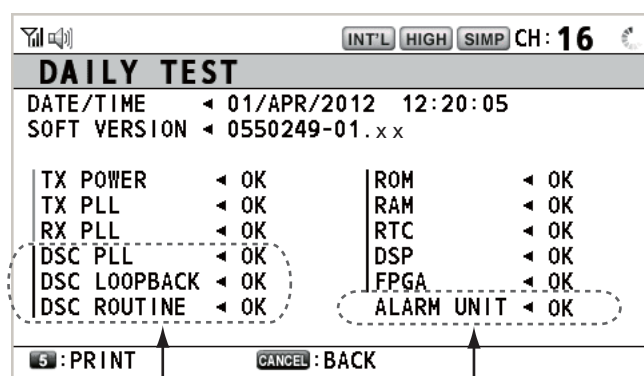 INT'L HIGH SIMP CH: 16
DAILY TEST
DATE/TIME ◄ 01/APR/2012 12:20:05
SOFT VERSION ◄ 0550249-01.xx
TX POWER ◄ OK ROM ◄ OK
TX PLL ◄ OK RAM ◄ OK
RX PLL ◄ OK RTC ◄ OK
DSC PLL ◄ OK DSP ◄ OK
DSC LOOPBACK ◄ OK FPGA ◄ OK
DSC ROUTINE ◄ OK ALARM UNIT ◄ OK
5 :PRINT CANCEL :BACK